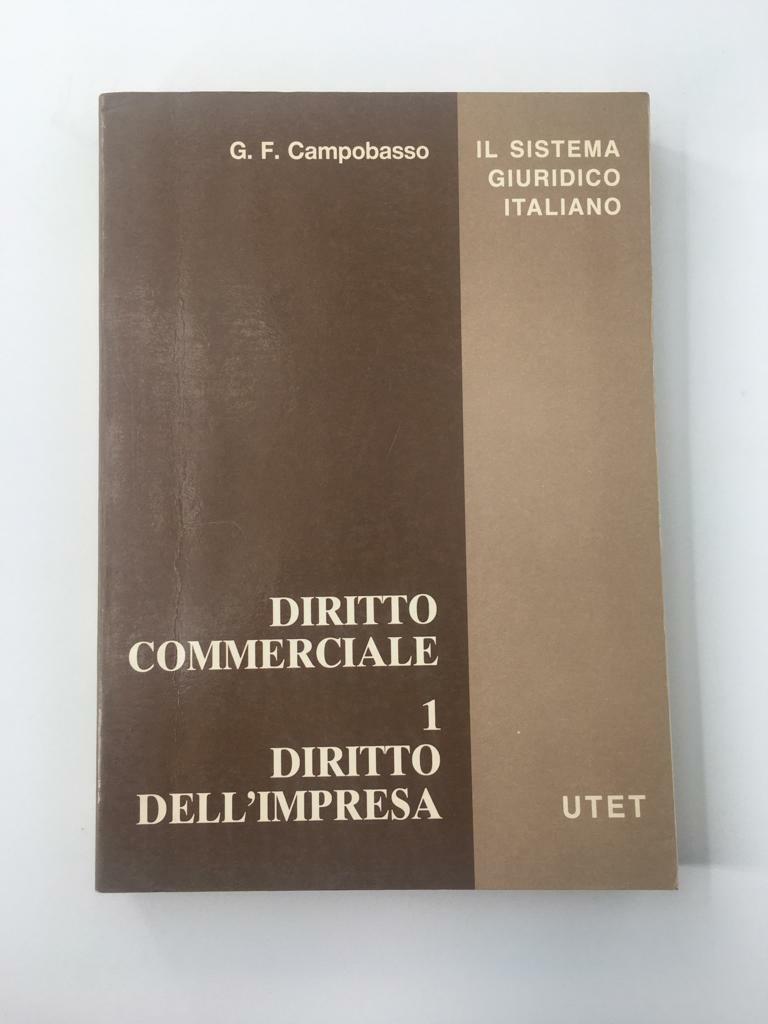 G. F. Campobasso
IL SISTEMA
GIURIDICO
ITALIANO
DIRITTO
COMMERCIALE
1
DIRITTO
DELL'IMPRESA
UTET